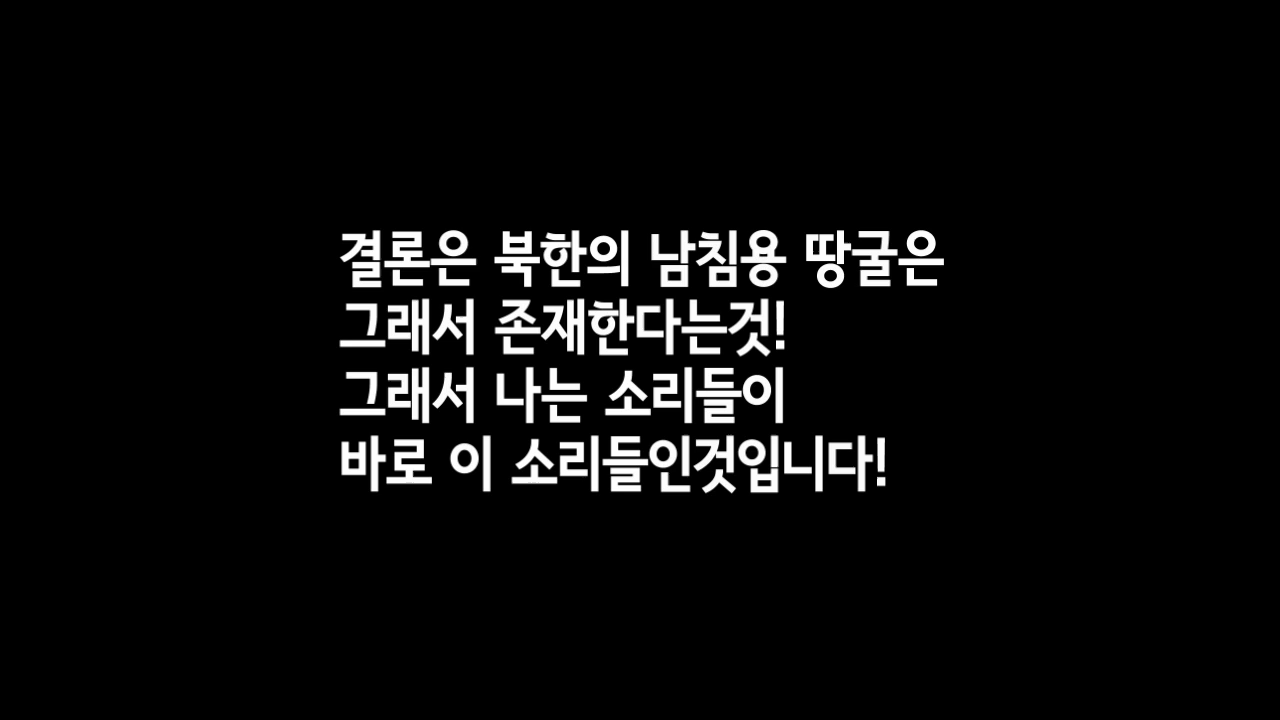 결론은 북한의 남침용 땅굴은
그래서 존재한다는것!
그래서 나는 소리들이
바로 이 소리들인것입니다!